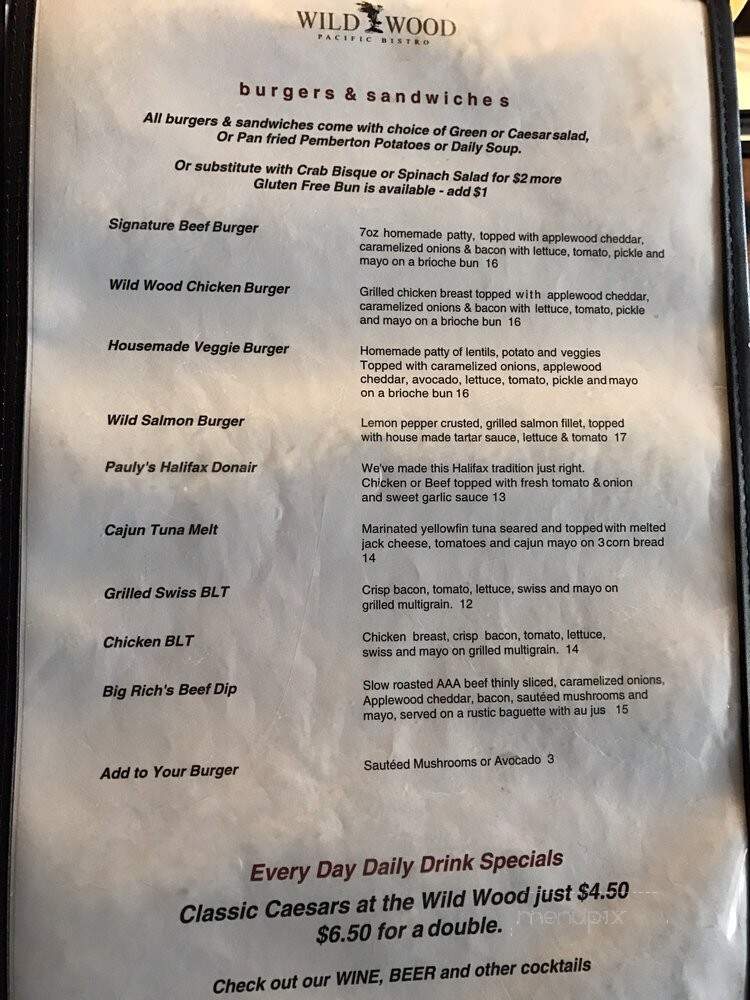 WILD WOOD
PACIFIC BISTRO
burgers & sandwiches
All burgers & sandwiches come with choice of Green or Caesar salad,
Or Pan fried Pemberton Potatoes or Daily Soup.
Or substitute with Crab Bisque or Spinach Salad for $2 more
Gluten Free Bun is available - add $1
Signature Beef Burger
7oz homemade patty, topped with applewood cheddar,
caramelized onions & bacon with lettuce, tomato, pickle and
mayo on a brioche bun 16
Wild Wood Chicken Burger
Grilled chicken breast topped with applewood cheddar,
caramelized onions & bacon with lettuce, tomato, pickle
and mayo on a brioche bun 16
Housemade Veggie Burger
Homemade patty of lentils, potato and veggies
Topped with caramelized onions, applewood
cheddar, avocado, lettuce, tomato, pickle and mayo
on a brioche bun 16
Wild Salmon Burger
Lemon pepper crusted, grilled salmon fillet, topped
with house made tartar sauce, lettuce & tomato 17
Pauly's Halifax Donair
We've made this Halifax tradition just right.
Chicken or Beef topped with fresh tomato & onion
and sweet garlic sauce 13
Cajun Tuna Melt
Marinated yellowfin tuna seared and topped with melted
jack cheese, tomatoes and cajun mayo on 3 corn bread
14
Grilled Swiss BLT
Crisp bacon, tomato, lettuce, swiss and mayo on
grilled multigrain. 12
Chicken BLT
Chicken breast, crisp bacon, tomato, lettuce,
swiss and mayo on grilled multigrain. 14
Big Rich's Beef Dip
Slow roasted AAA beef thinly sliced, caramelized onions,
Applewood cheddar, bacon, sautéed mushrooms and
mayo, served on a rustic baguette with au jus 15
Add to Your Burger
Sautéed Mushrooms or Avocado 3
Every Day Daily Drink Specials
Classic Caesars at the Wild Wood just $4.50
$6.50 for a double.
menupix
Check out our WINE, BEER and other cocktails